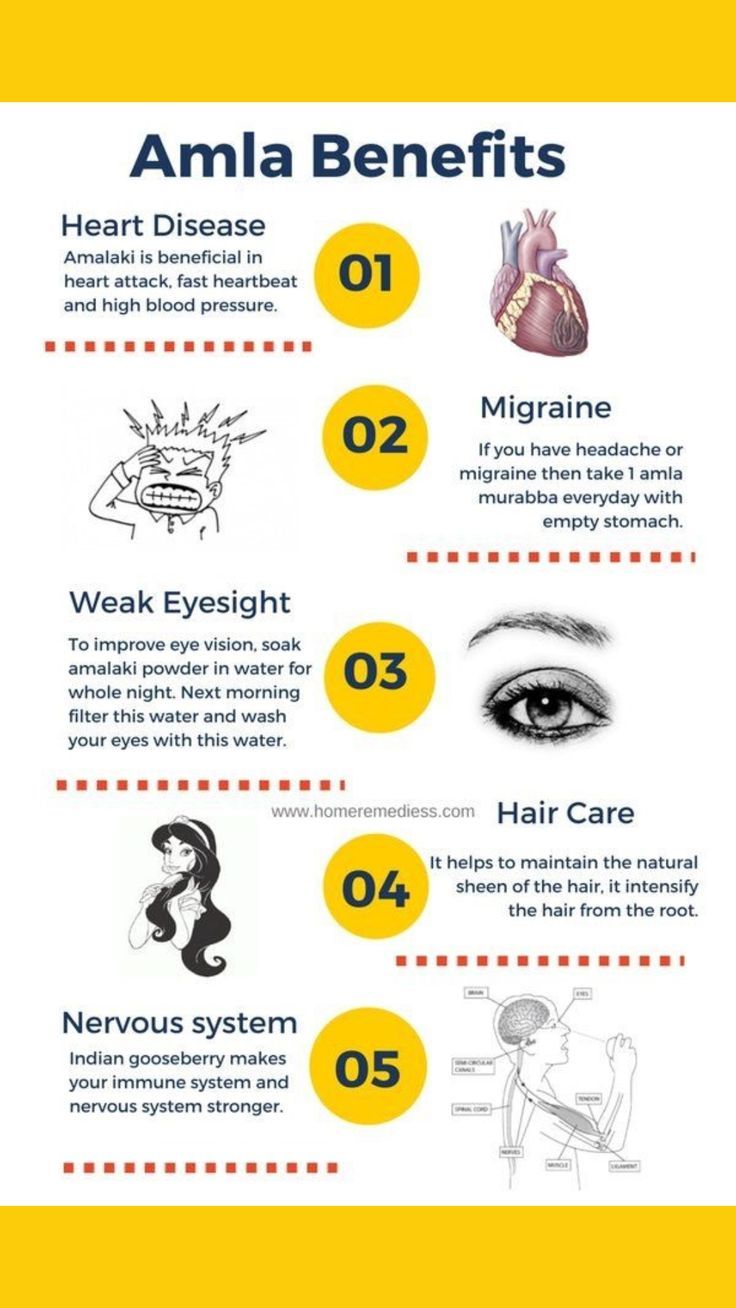 Amla Benefits
Heart Disease
Amalaki is beneficial in
heart attack, fast heartbeat
and high blood pressure.
01
02
Migraine
If you have headache or
migraine then take 1 amla
murabba everyday with
empty stomach.
Weak Eyesight
To improve eye vision, soak
amalaki powder in water for
whole night. Next morning
filter this water and wash
your eyes with this water.
03
www.homeremediess.com
Hair Care
04
It helps to maintain the natural
sheen of the hair, it intensify
the hair from the root.
Nervous system
Indian gooseberry makes
your immune system and
nervous system stronger.
05
BRAIN
EYES
SEMI-CIRCULAR
CANALS
SPINAL CORD
TENDON
NERVES
MUSCLE
LIGAMENT